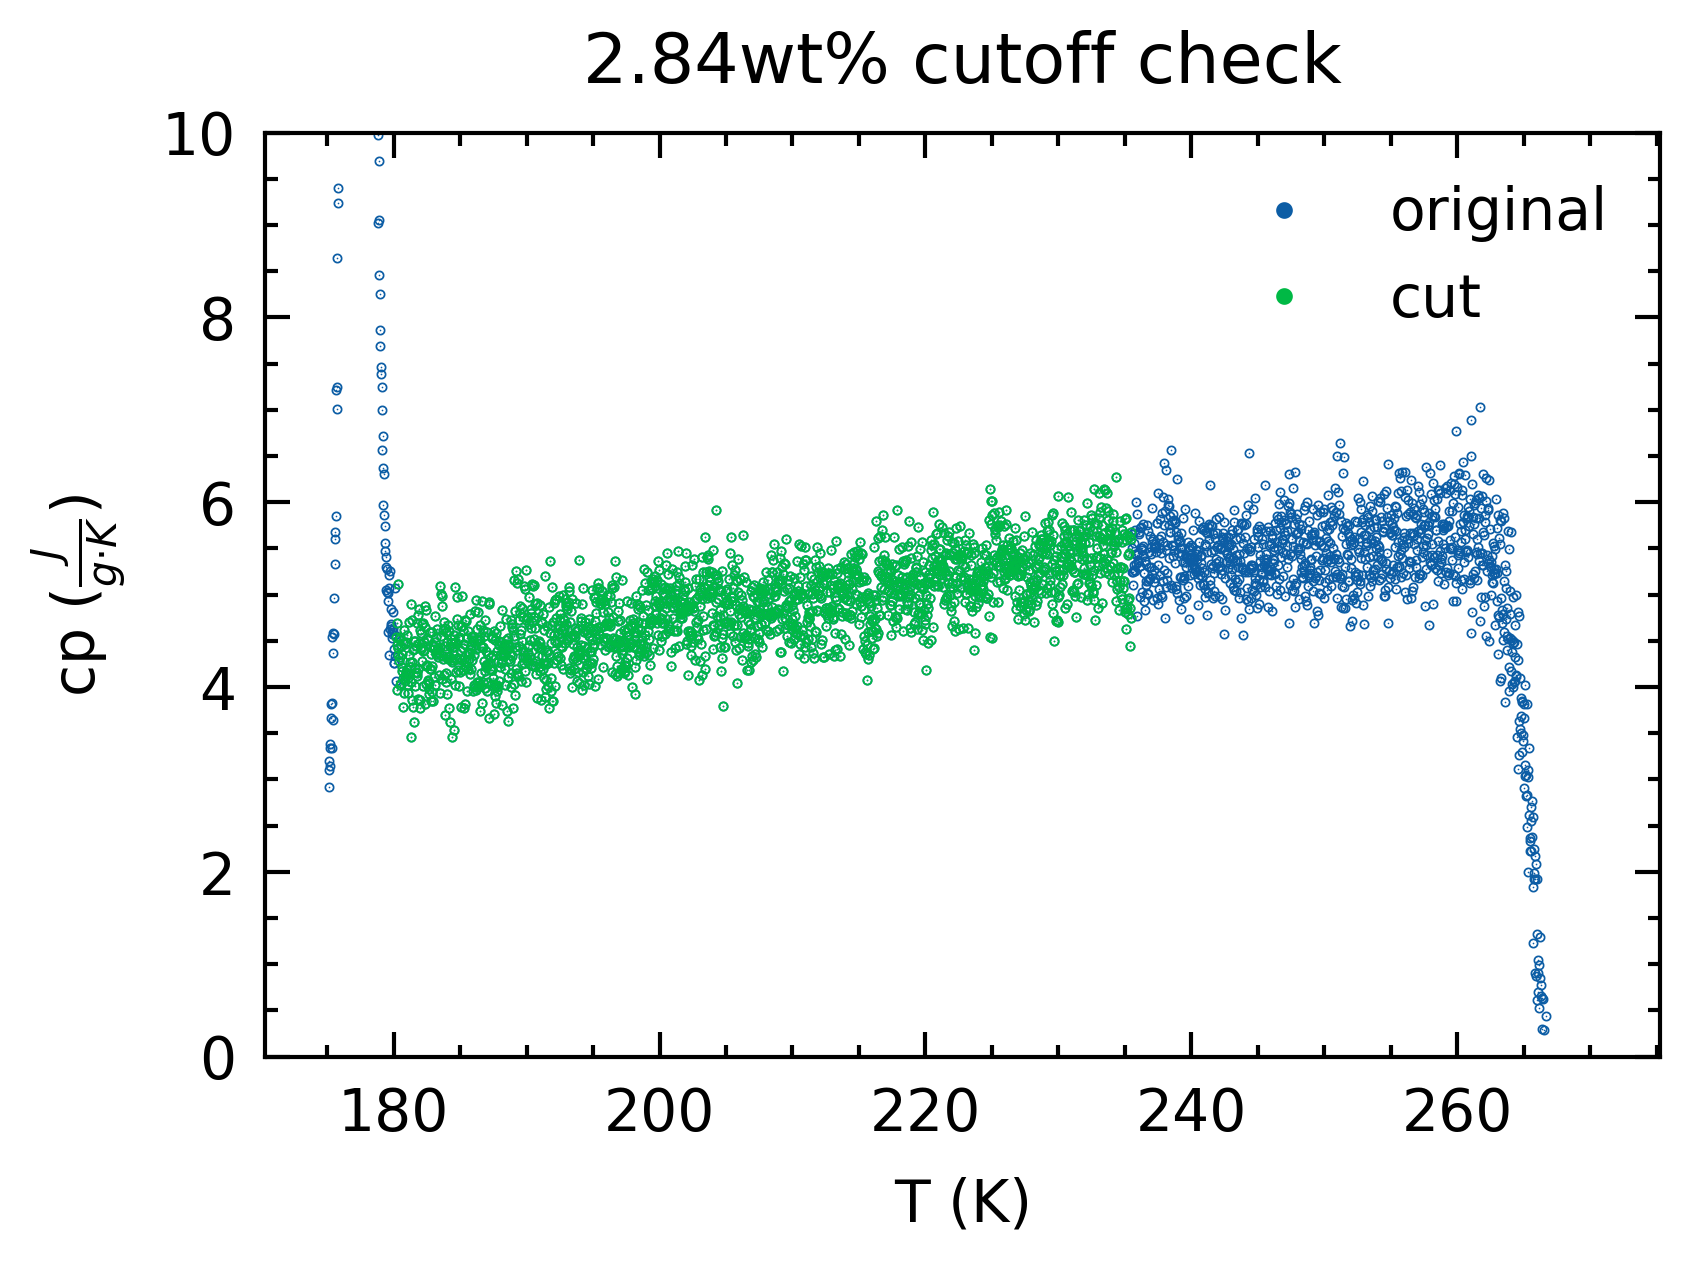 2.84wt% cutoff check
10
8
6
4
2
0
cp (J/g·K)
original
cut
180 200 220 240 260
T (K)